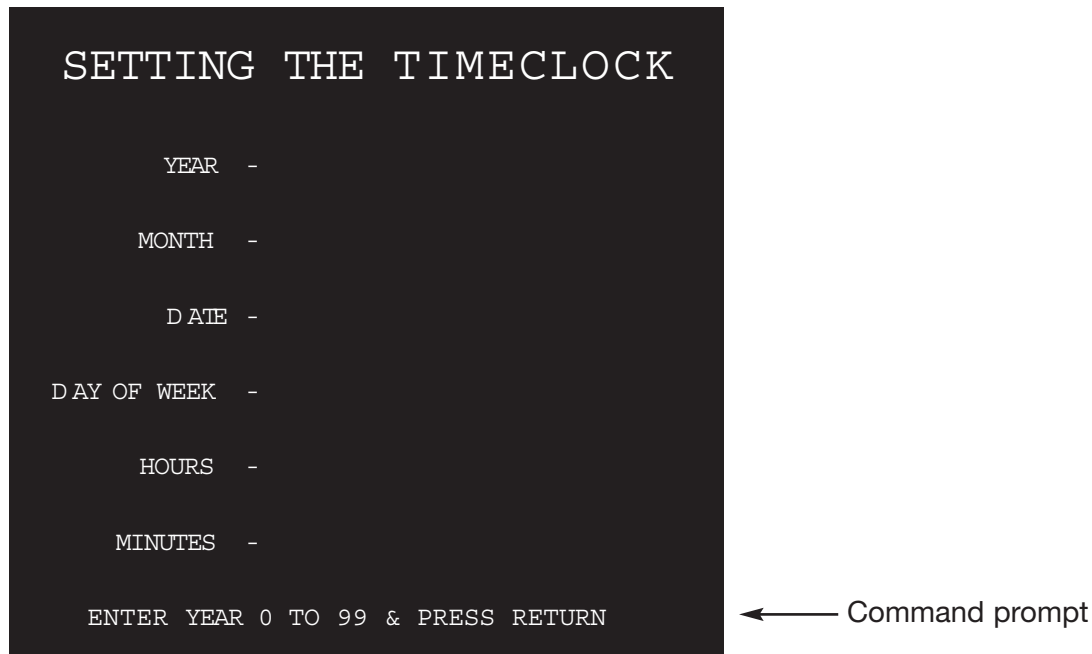 SETTING THE TIMECLOCK
YEAR -
MONTH -
DATE -
DAY OF WEEK -
HOURS -
MINUTES -
ENTER YEAR 0 TO 99 & PRESS RETURN
Command prompt